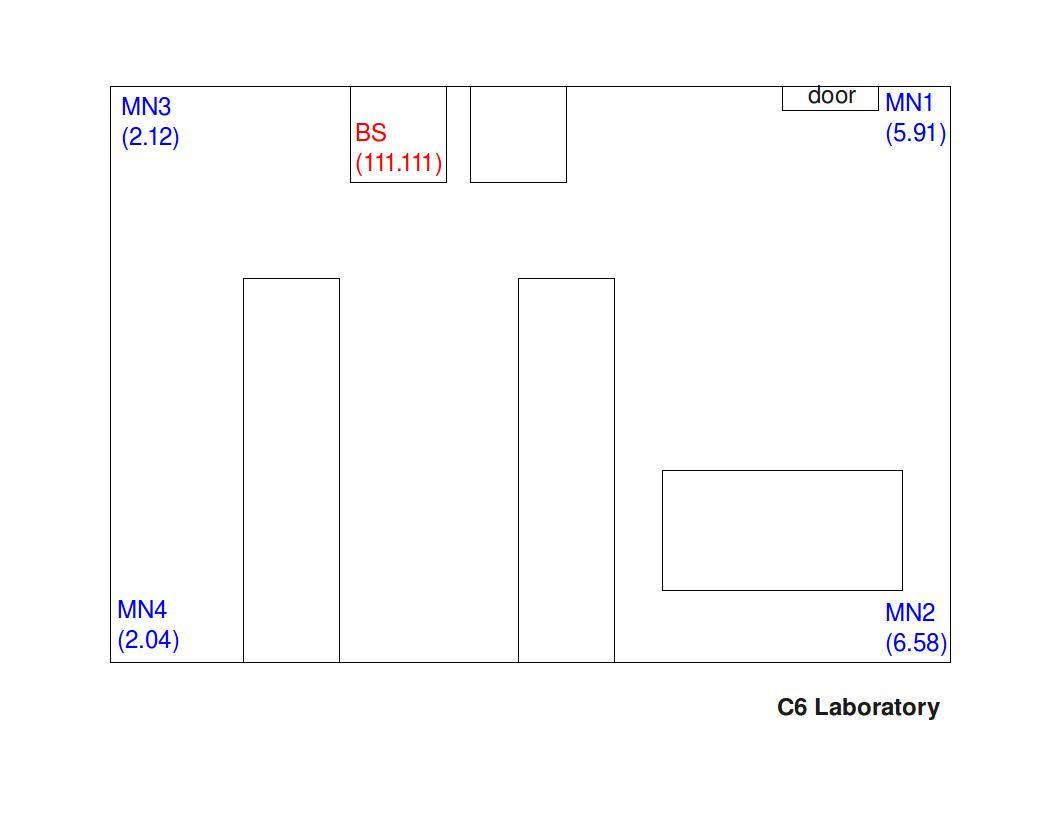 MN3
(2.12)
BS
(111.111)
door
MN1
(5.91)
MN4
(2.04)
MN2
(6.58)
C6 Laboratory